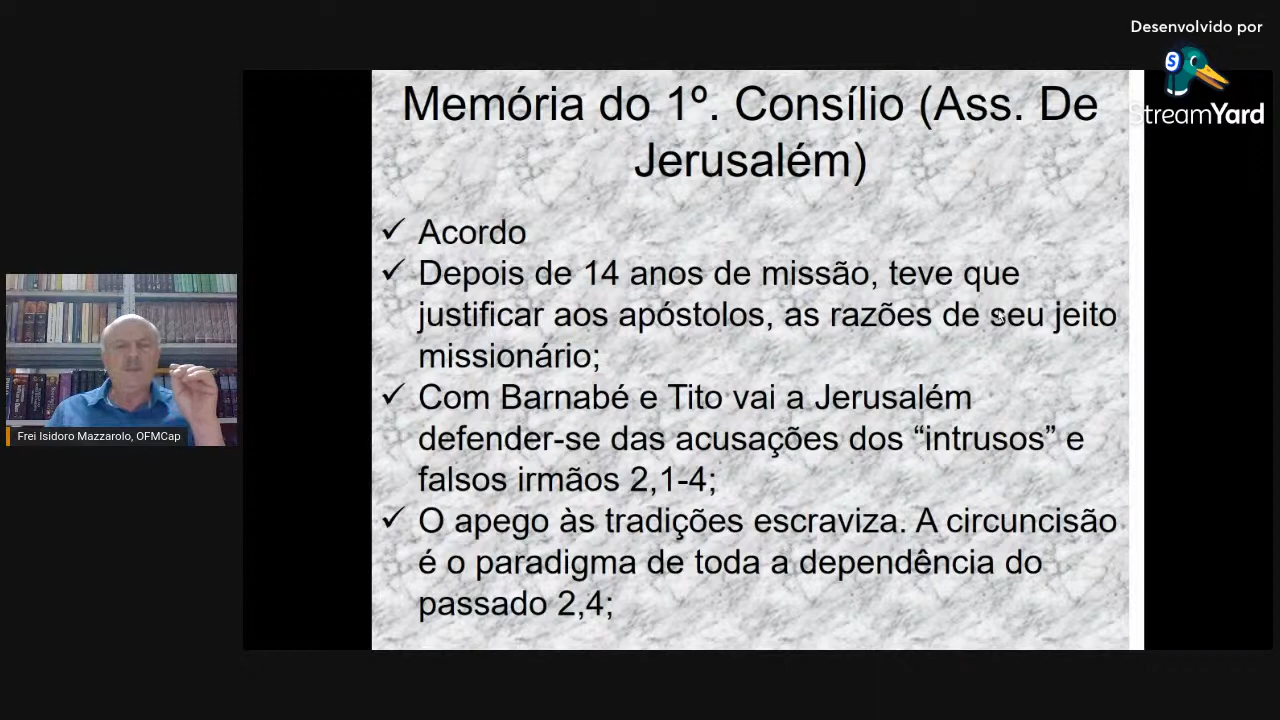 Desenvolvido por
StreamYard
Memória do 1º. Consílio (Ass. De
Jerusalém)
✓ Acordo
✓ Depois de 14 anos de missão, teve que
justificar aos apóstolos, as razões de seu jeito
missionário;
✓ Com Barnabé e Tito vai a Jerusalém
defender-se das acusações dos “intrusos” e
falsos irmãos 2,1-4;
✓ O apego às tradições escraviza. A circuncisão
é o paradigma de toda a dependência do
passado 2,4;
Frei Isidoro Mazzarolo, OFMCap